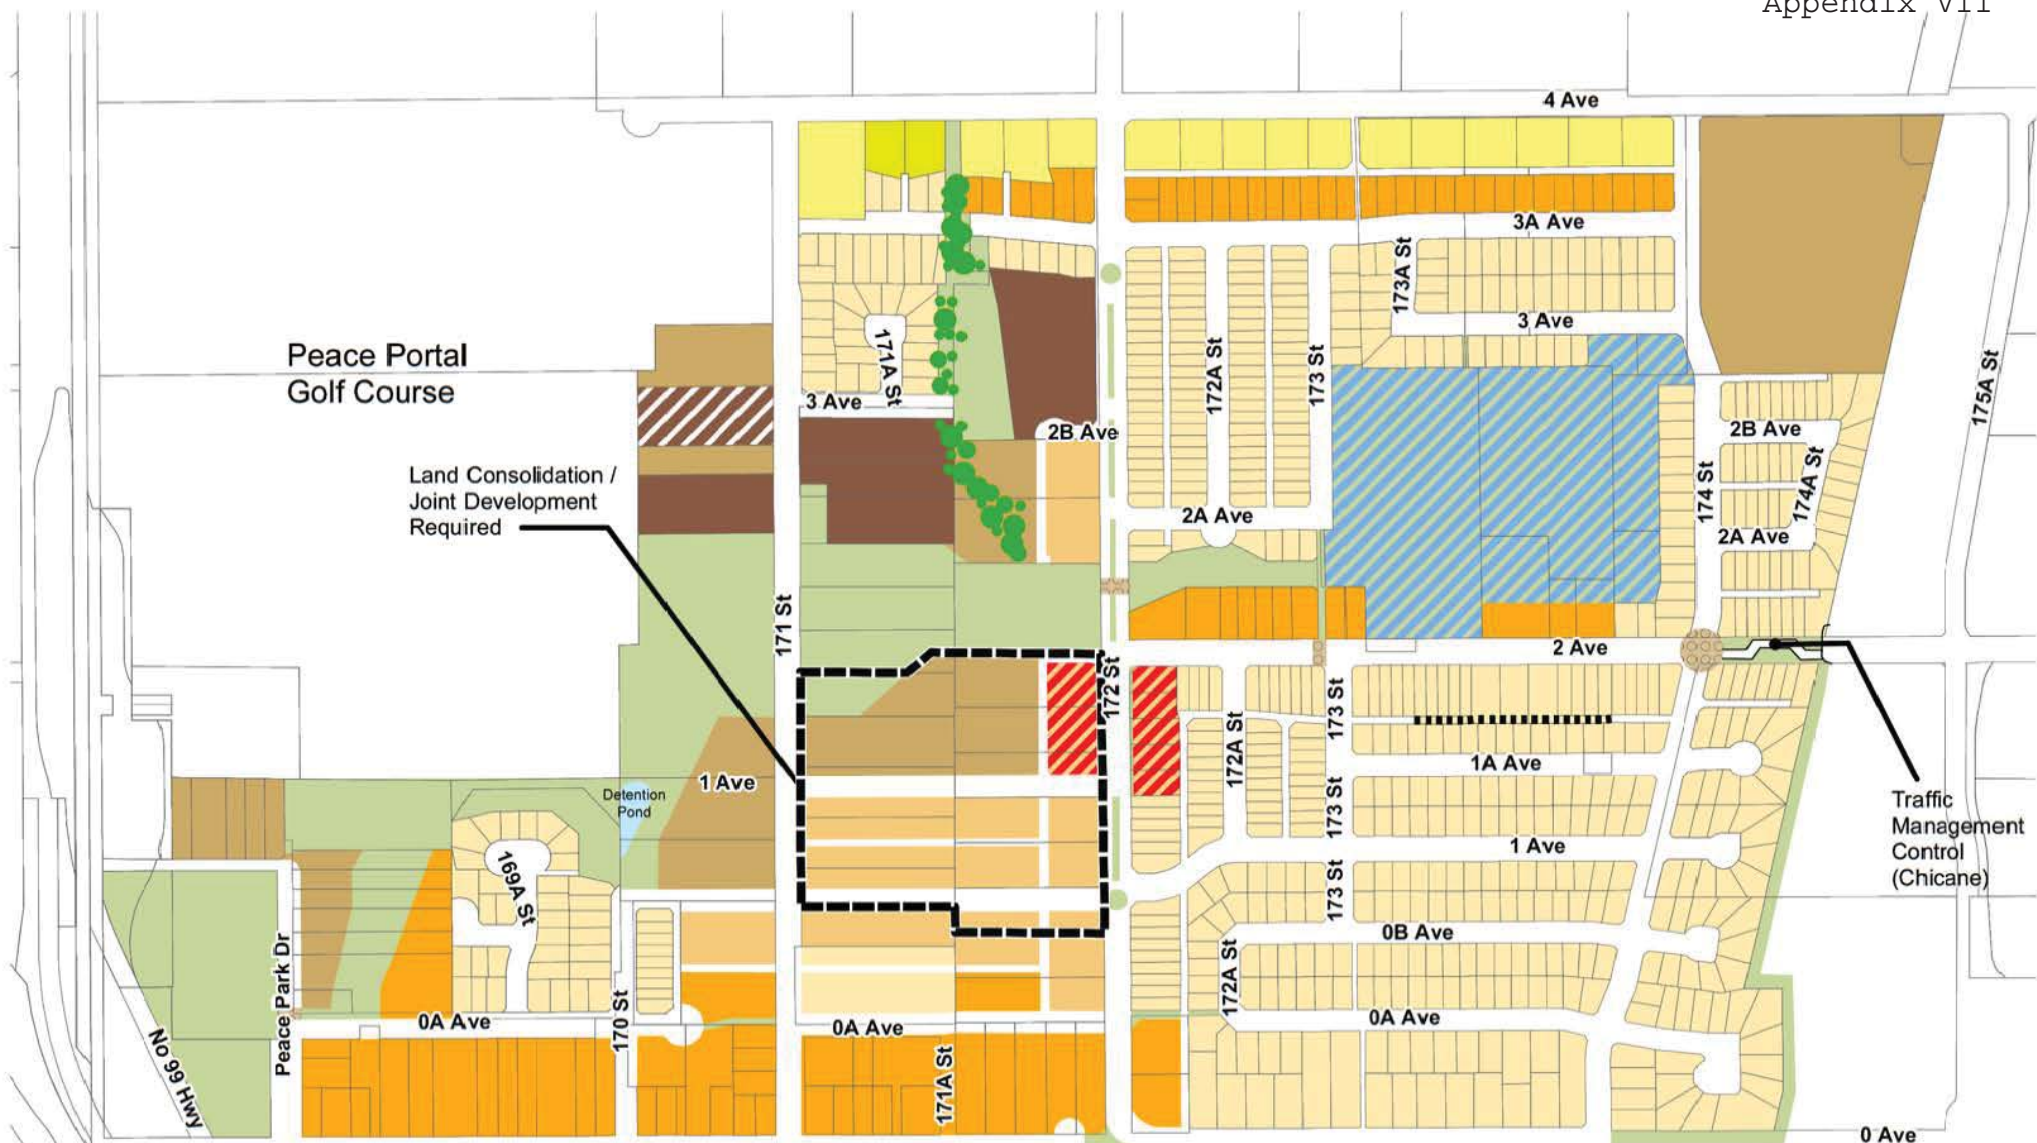 Appendix VII
4 Ave
3A Ave
173A St
3 Ave
Peace Portal
Golf Course
171A St
172A St
173 St
175A St
3 Ave
2B Ave
2B Ave
Land Consolidation /
Joint Development
Required
174 St
174A St
2A Ave
2A Ave
171 St
2 Ave
172 St
173 St
172A St
1A Ave
1 Ave
Detention
Pond
173 St
Traffic
Management
Control
(Chicane)
1 Ave
169A St
173 St
0B Ave
Peace Park Dr
172A St
170 St
0A Ave
0A Ave
0A Ave
No 99 Hwy
171A St
0 Ave